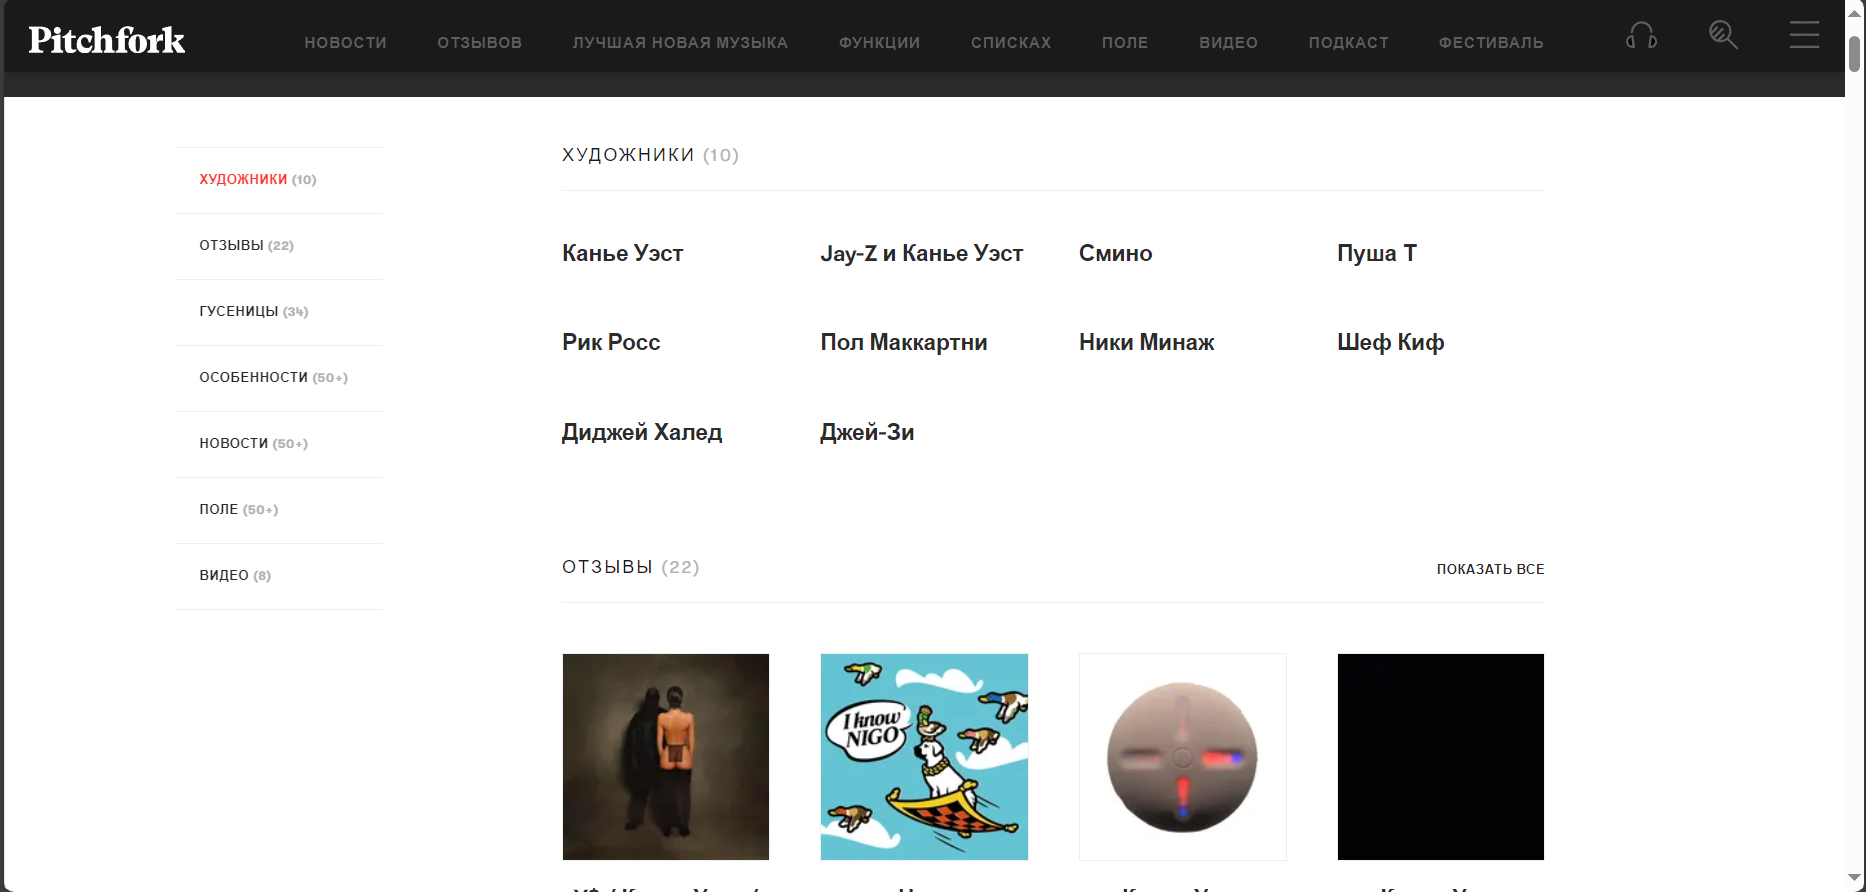 Pitchfork
НОВОСТИ ОТЗЫВОВ ЛУЧШАЯ НОВАЯ МУЗЫКА ФУНКЦИИ СПИСКАХ ПОЛЕ ВИДЕО ПОДКАСТ ФЕСТИВАЛЬ
ХУДОЖНИКИ (10)
ОТЗЫВЫ (22)
ГУСЕНИЦЫ (34)
ОСОБЕННОСТИ (50+)
НОВОСТИ (50+)
ПОЛЕ (50+)
ВИДЕО (8)
ХУДОЖНИКИ (10)
Канье Уэст
Jay-Z и Канье Уэст
Смино
Пуша Т
Рик Росс
Пол Маккартни
Ники Минаж
Шеф Киф
Диджей Халед
Джей-Зи
ОТЗЫВЫ (22)
ПОКАЗАТЬ ВСЕ
I know
NIGO